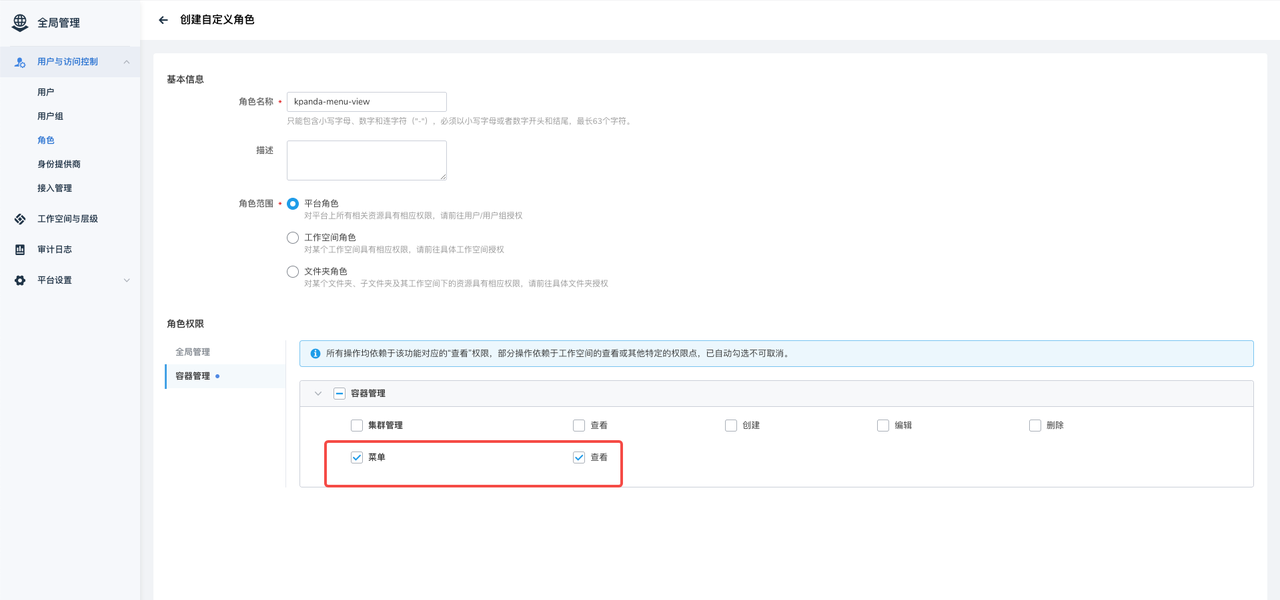 全局管理
创建自定义角色
用户与访问控制
用户
用户组
角色
身份提供商
接入管理
工作空间与层级
审计日志
平台设置
基本信息
角色名称 • kpanda-menu-view
只能包含小写字母、数字和连字符（"-"），必须以小写字母或者数字开头和结尾，最长63个字符。
描述
角色范围 • 平台角色
对平台上所有相关资源具有相应权限，请前往用户/用户组授权
工作空间角色
对某个工作空间具有相应权限，请前往具体工作空间授权
文件夹角色
对某个文件夹、子文件夹及其工作空间下的资源具有相应权限，请前往具体文件夹授权
角色权限
全局管理
容器管理
所有操作均依赖于该功能对应的"查看"权限，部分操作依赖于工作空间的查看或其他特定的权限点，已自动勾选不可取消。
容器管理
集群管理 查看 创建 编辑 删除
菜单 查看